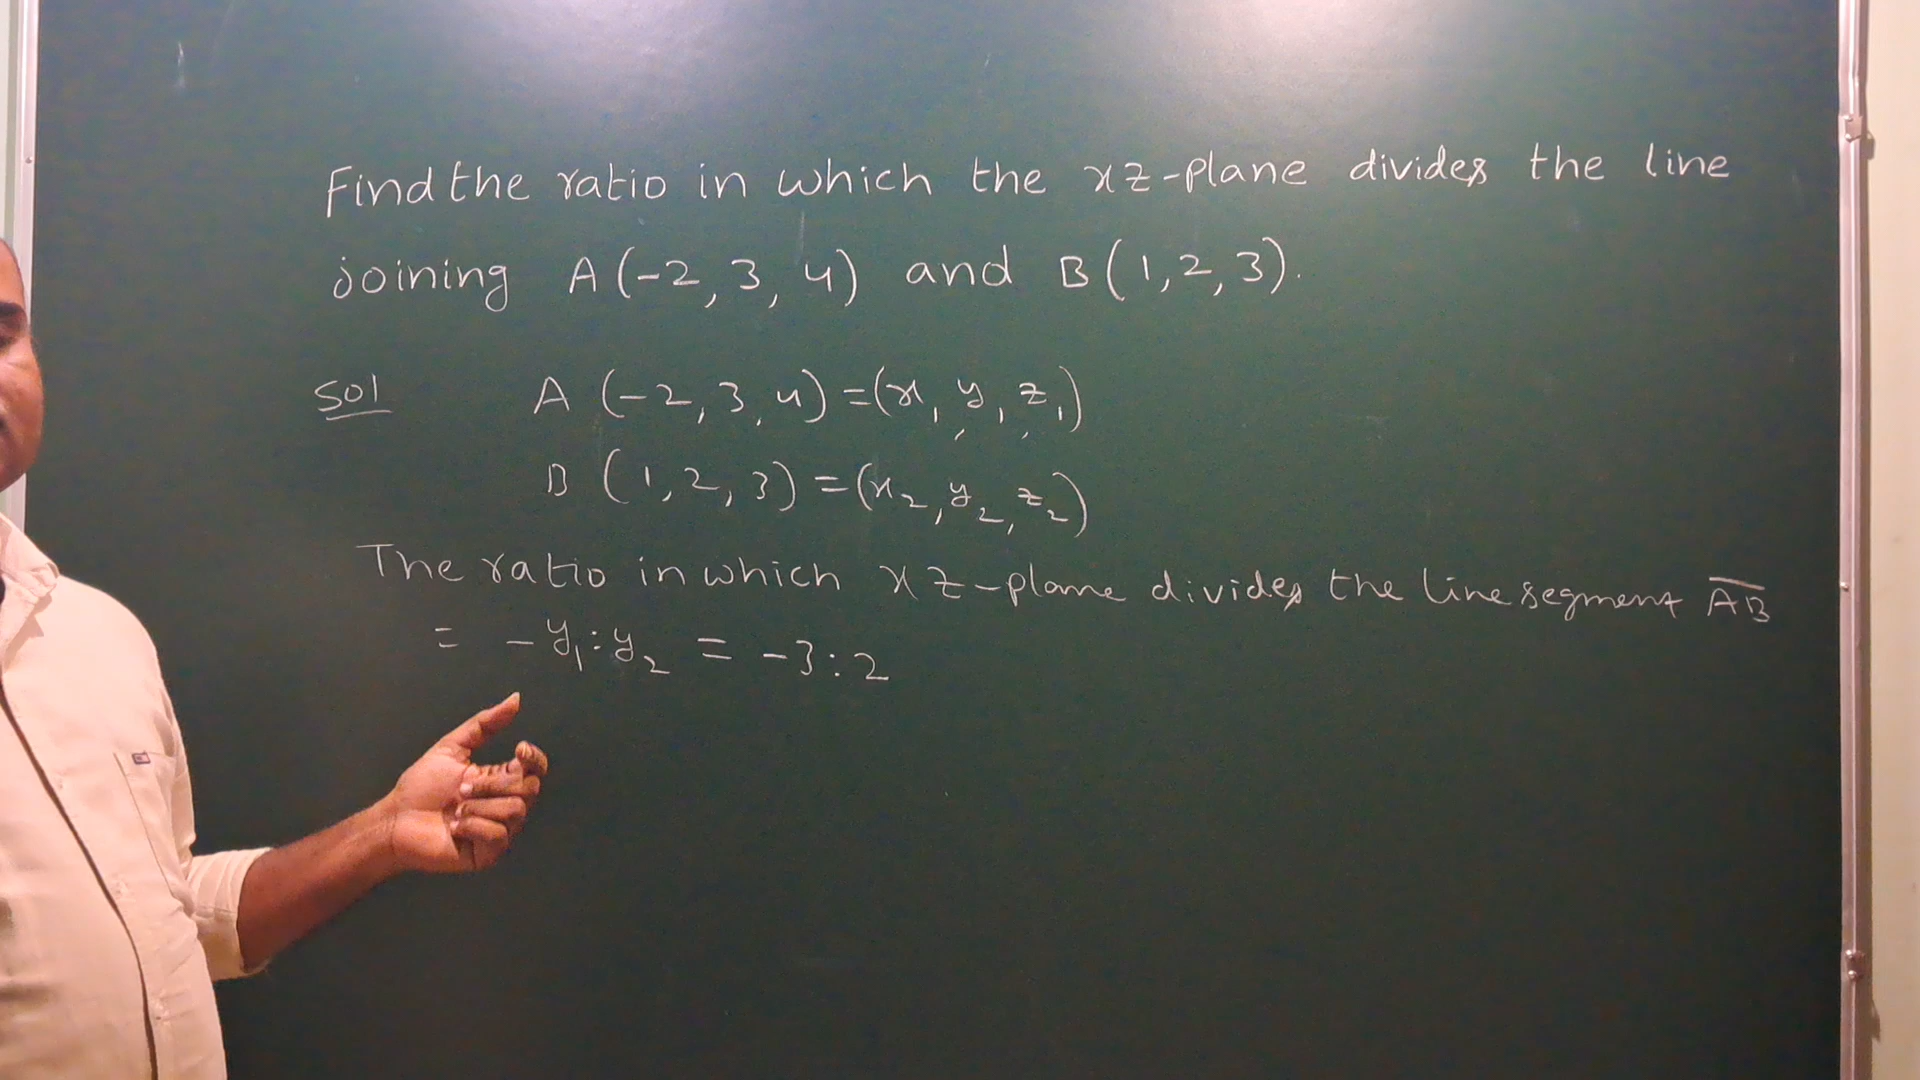 Find the ratio in which the xz-plane divides the line
joining A(-2, 3, 4) and B(1,2,3).
Sol A (-2, 3, 4) = (x₁, y₁, z₁)
B (1, 2, 3) = (x₂, y₂, z₂)
The ratio in which xz-plane divides the line segment A̅B̅
= -y₁:y₂ = -3:2